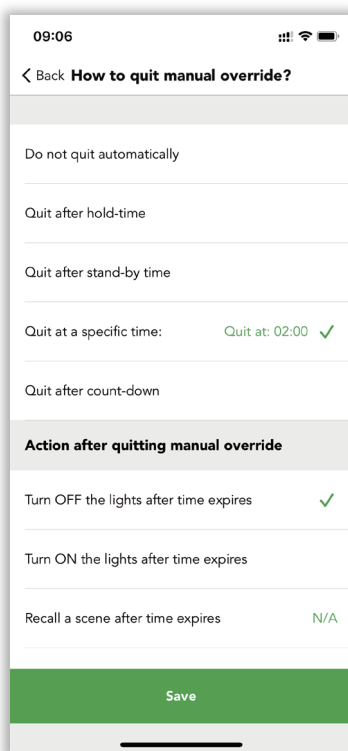 09:06
Back How to quit manual override?
Do not quit automatically
Quit after hold-time
Quit after stand-by time
Quit at a specific time: Quit at: 02:00
Quit after count-down
Action after quitting manual override
Turn OFF the lights after time expires
Turn ON the lights after time expires
Recall a scene after time expires N/A
Save